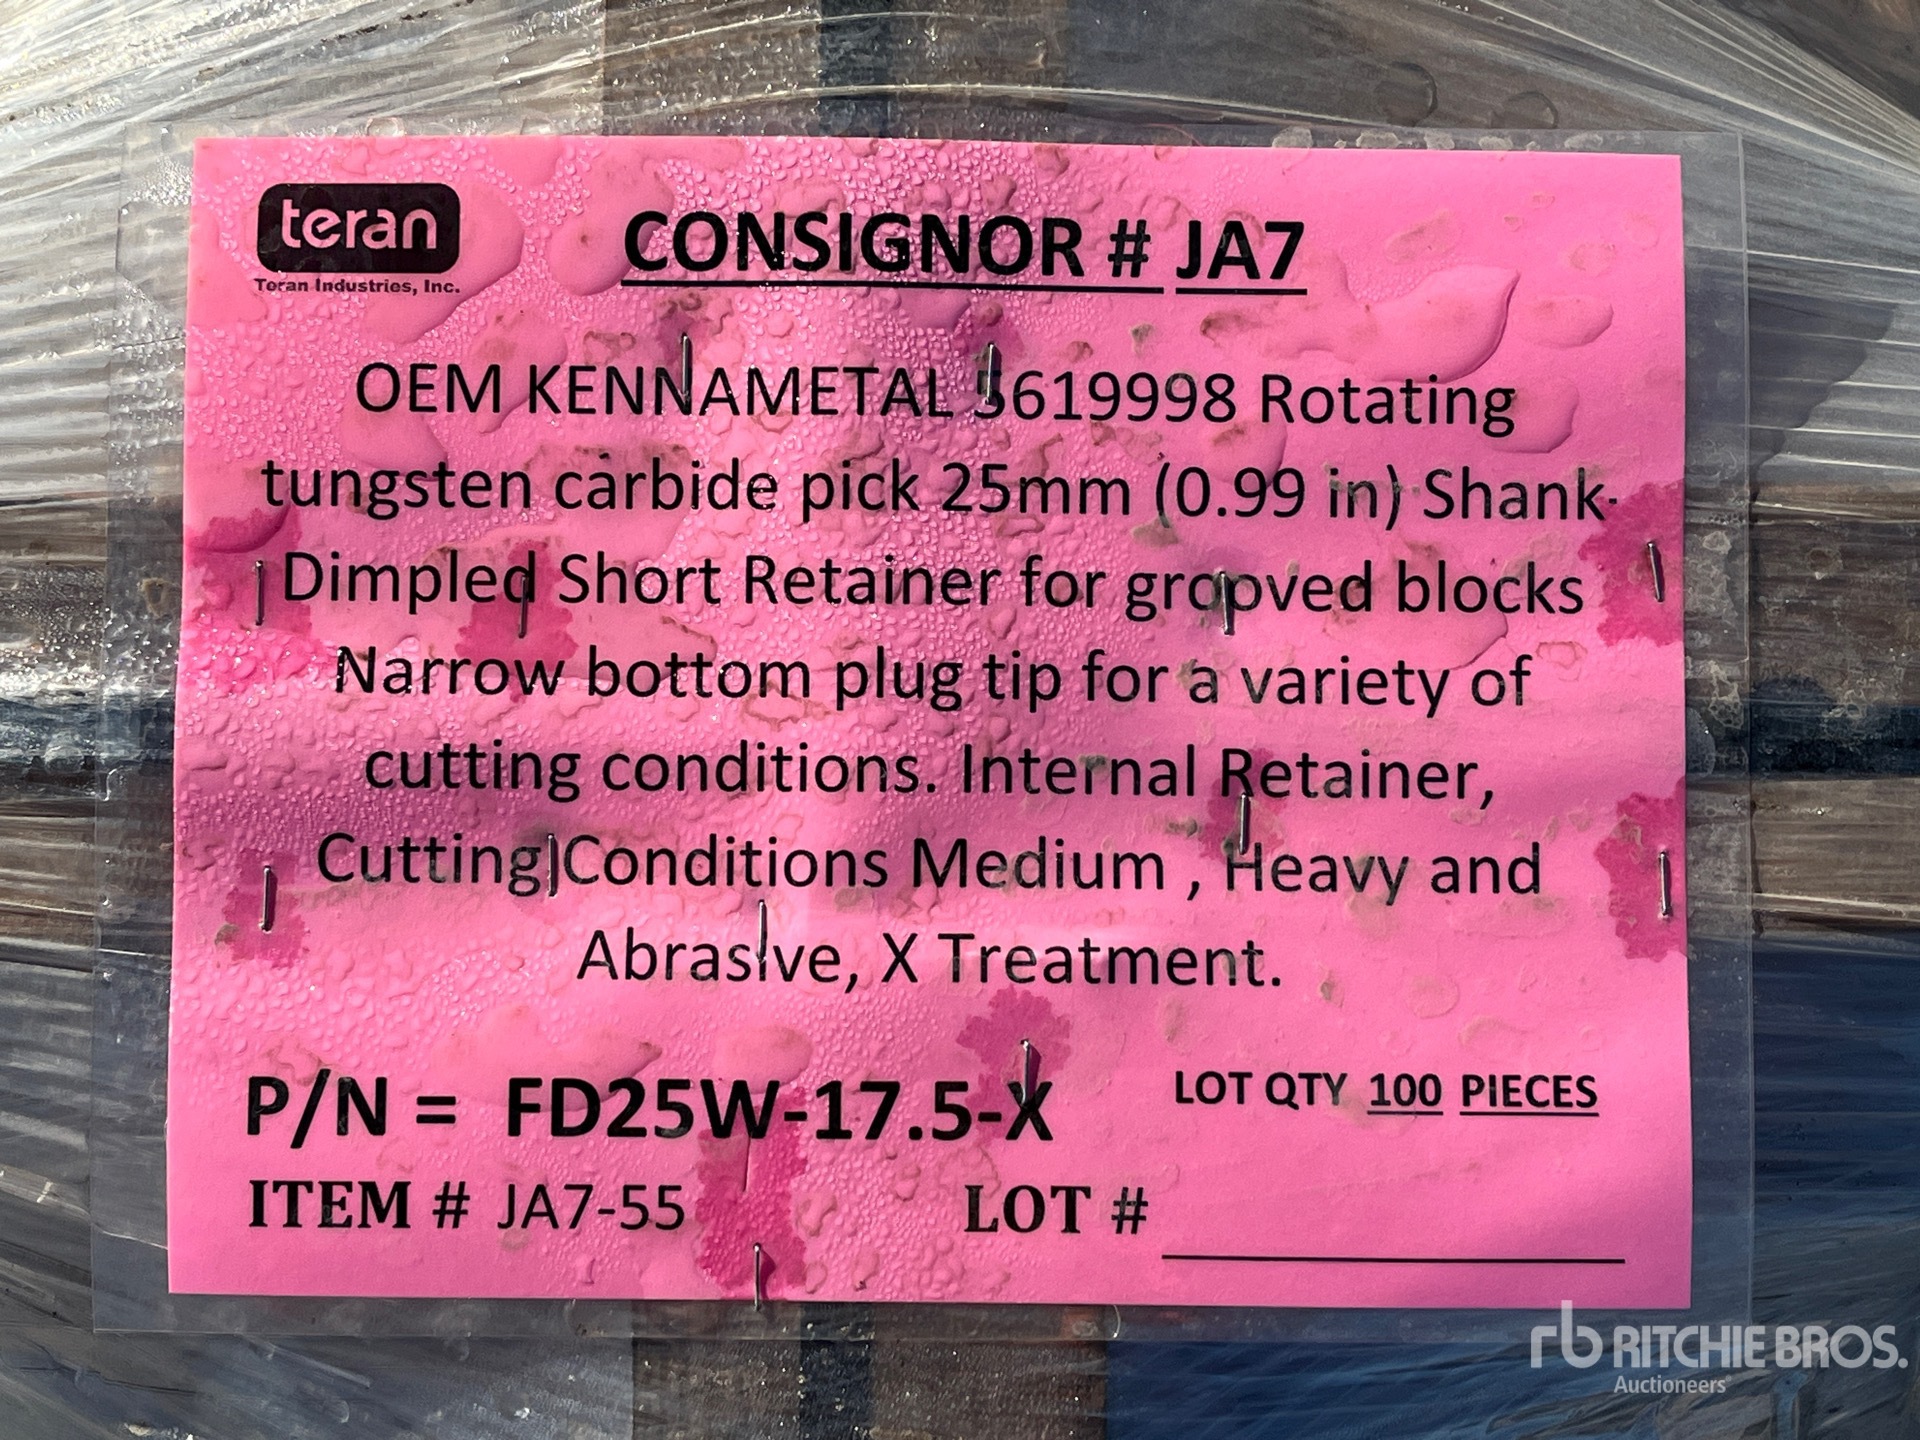 teran
Teran Industries, Inc.
CONSIGNOR # JA7
OEM KENNAMETAL 5619998 Rotating
tungsten carbide pick 25mm (0.99 in) Shank-
Dimpled Short Retainer for grooved blocks
Narrow bottom plug tip for a variety of
cutting conditions. Internal Retainer,
Cutting Conditions Medium , Heavy and
Abrasive, X Treatment.
P/N = FD25W-17.5-X
LOT QTY 100 PIECES
ITEM # JA7-55
LOT #
rb RITCHIE BROS.
Auctioneers